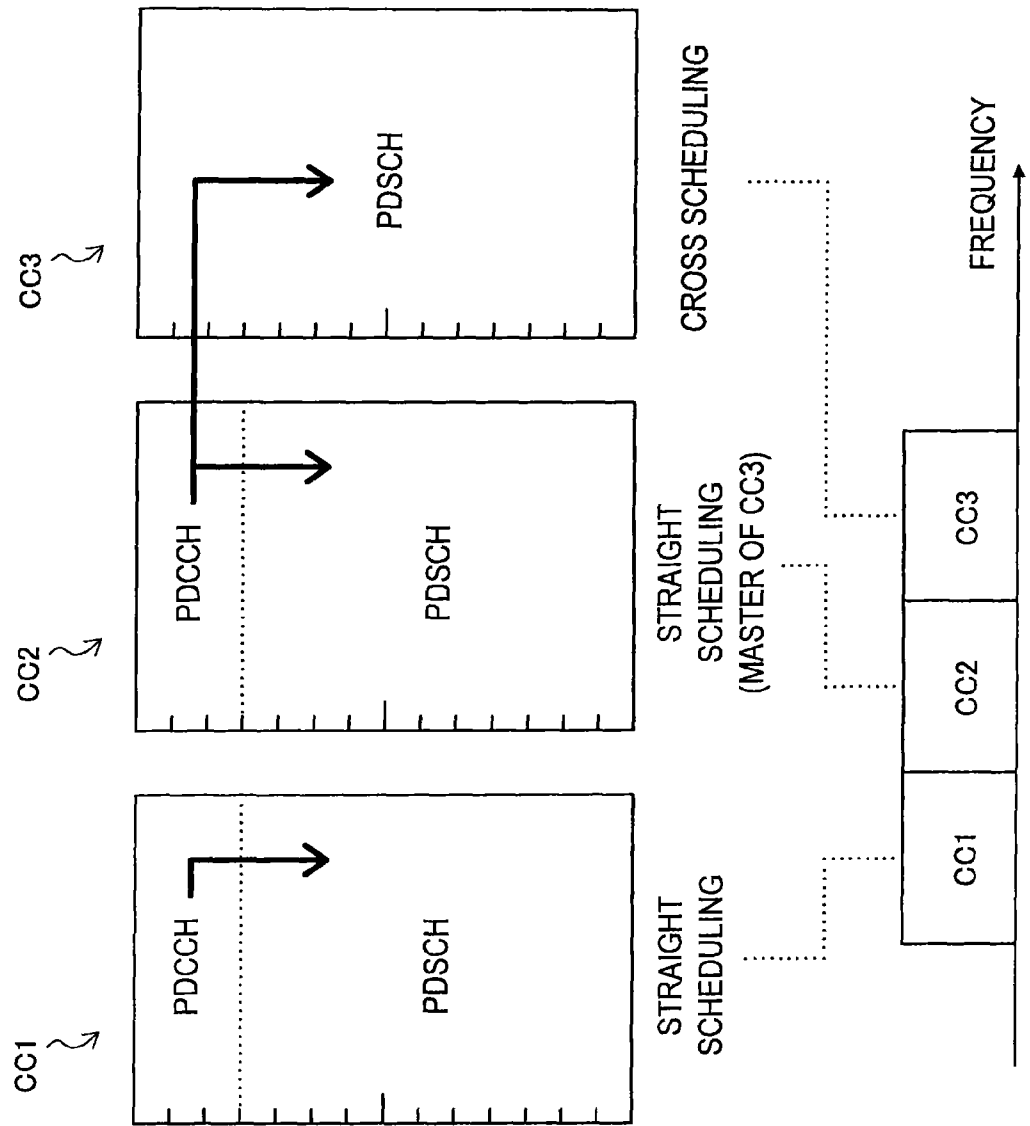 CC1
PDCCH
PDSCH
STRAIGHT
SCHEDULING
CC2
PDCCH
PDSCH
STRAIGHT
SCHEDULING
(MASTER OF CC3)
CC3
PDSCH
CROSS SCHEDULING
CC1
CC2
CC3
FREQUENCY